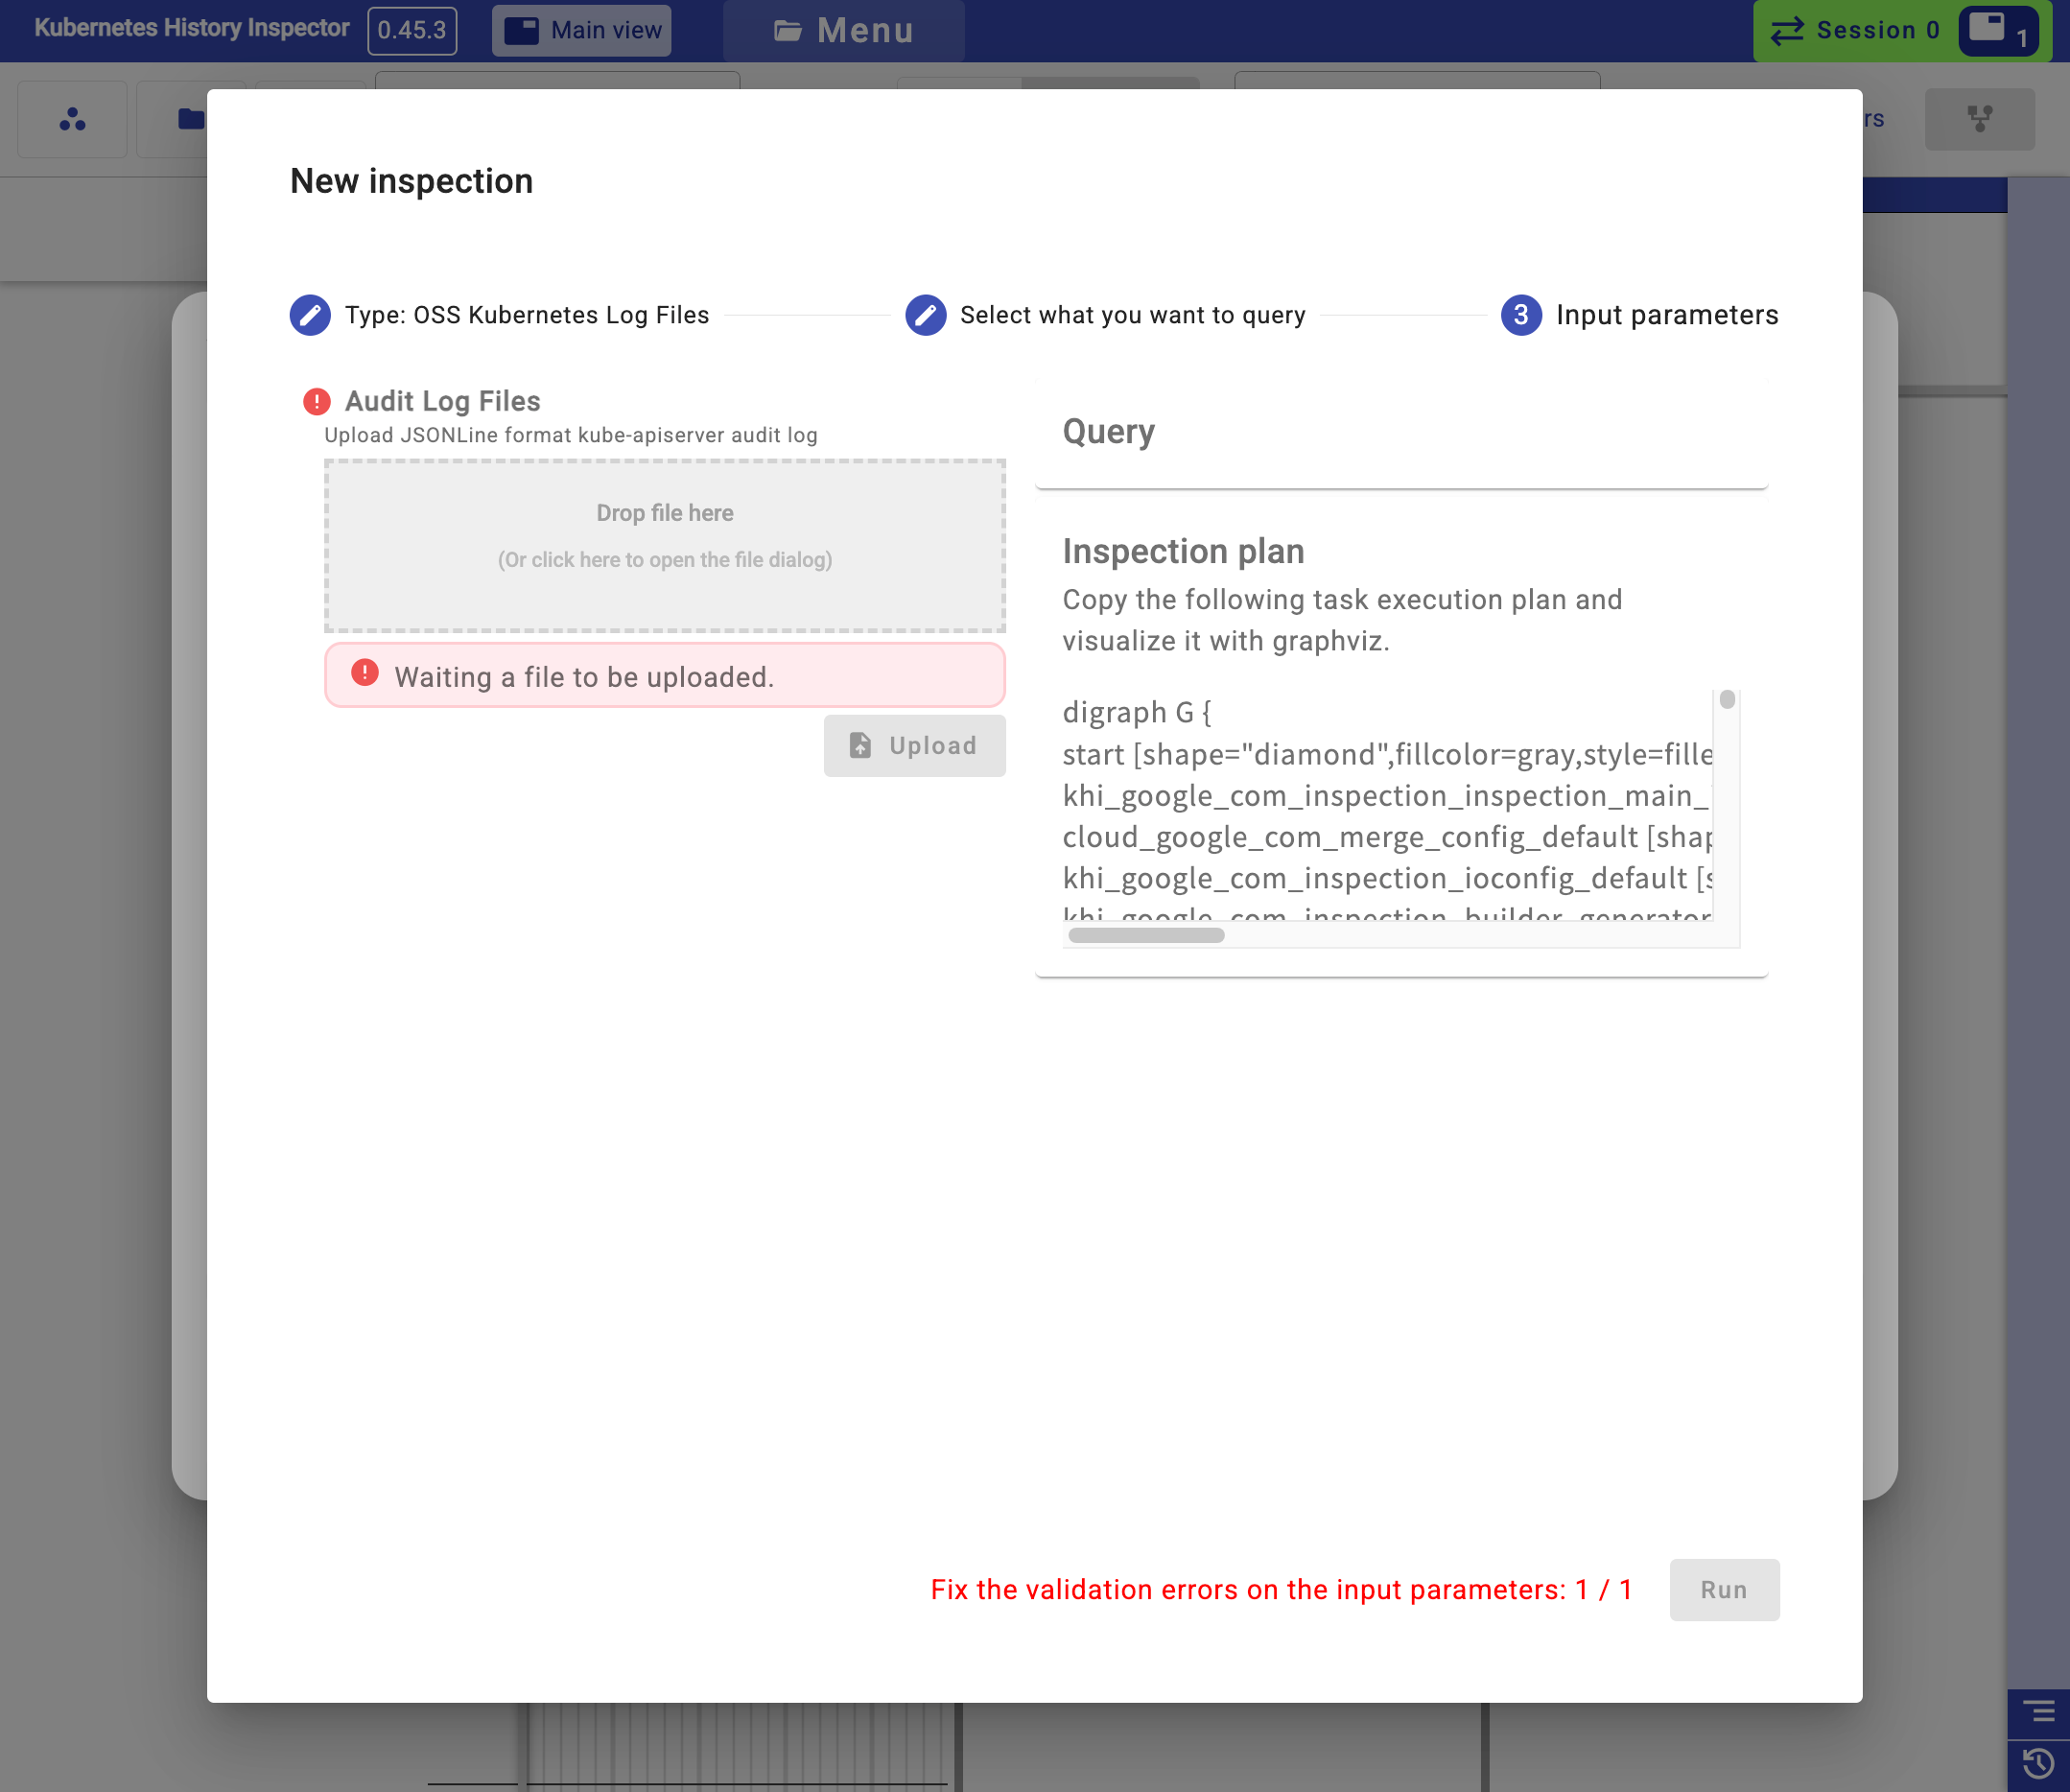 Kubernetes History Inspector
0.45.3
Main view
Menu
Session 0
1
rs
New inspection
Type: OSS Kubernetes Log Files
Select what you want to query
3
Input parameters
Audit Log Files
Upload JSONLine format kube-apiserver audit log
Drop file here
(Or click here to open the file dialog)
Waiting a file to be uploaded.
Upload
Query
Inspection plan
Copy the following task execution plan and
visualize it with graphviz.
digraph G {
start [shape="diamond",fillcolor=gray,style=fille
khi_google_com_inspection_inspection_main_
cloud_google_com_merge_config_default [shap
khi_google_com_inspection_ioconfig_default [s
khi_google_com_inspection_builder_generator
Fix the validation errors on the input parameters: 1 / 1
Run